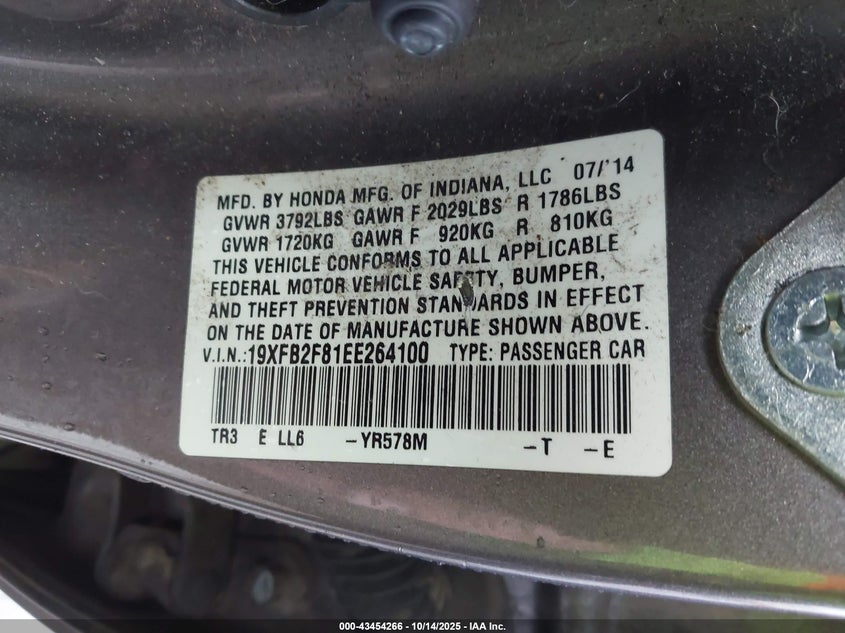 MFD. BY HONDA MFG. OF INDIANA, LLC 07/'14
GVWR 3792LBS GAWR F 2029LBS R 1786LBS
GVWR 1720KG GAWR F 920KG R 810KG
THIS VEHICLE CONFORMS TO ALL APPLICABLE
FEDERAL MOTOR VEHICLE SAFETY, BUMPER,
AND THEFT PREVENTION STANDARDS IN EFFECT
ON THE DATE OF MANUFACTURE SHOWN ABOVE.
V.I.N.:19XFB2F81EE264100 TYPE: PASSENGER CAR
TR3 E LL6 -YR578M -T -E
000-43454266 - 10/14/2025 - IAA Inc.